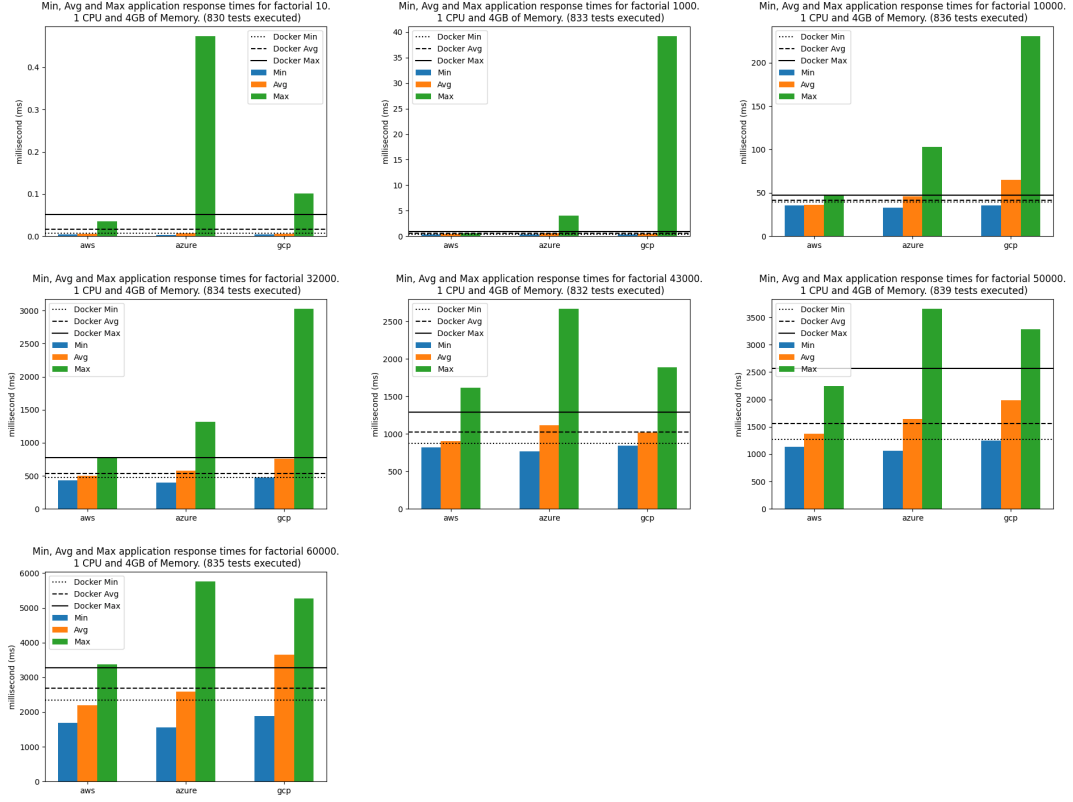 Min, Avg and Max application response times for factorial 10.
1 CPU and 4GB of Memory. (830 tests executed)
millisecond (ms)
0.4
0.3
0.2
0.1
0.0
Docker Min
Docker Avg
Docker Max
Min
Avg
Max
aws
azure
gcp
Min, Avg and Max application response times for factorial 1000.
1 CPU and 4GB of Memory. (833 tests executed)
millisecond (ms)
40
35
30
25
20
15
10
5
0
Docker Min
Docker Avg
Docker Max
Min
Avg
Max
aws
azure
gcp
Min, Avg and Max application response times for factorial 10000.
1 CPU and 4GB of Memory. (836 tests executed)
millisecond (ms)
200
150
100
50
0
Docker Min
Docker Avg
Docker Max
Min
Avg
Max
aws
azure
gcp
Min, Avg and Max application response times for factorial 32000.
1 CPU and 4GB of Memory. (834 tests executed)
millisecond (ms)
3000
2500
2000
1500
1000
500
0
Docker Min
Docker Avg
Docker Max
Min
Avg
Max
aws
azure
gcp
Min, Avg and Max application response times for factorial 43000.
1 CPU and 4GB of Memory. (832 tests executed)
millisecond (ms)
2500
2000
1500
1000
500
0
Docker Min
Docker Avg
Docker Max
Min
Avg
Max
aws
azure
gcp
Min, Avg and Max application response times for factorial 50000.
1 CPU and 4GB of Memory. (839 tests executed)
millisecond (ms)
3500
3000
2500
2000
1500
1000
500
0
Docker Min
Docker Avg
Docker Max
Min
Avg
Max
aws
azure
gcp
Min, Avg and Max application response times for factorial 60000.
1 CPU and 4GB of Memory. (835 tests executed)
millisecond (ms)
6000
5000
4000
3000
2000
1000
0
Docker Min
Docker Avg
Docker Max
Min
Avg
Max
aws
azure
gcp